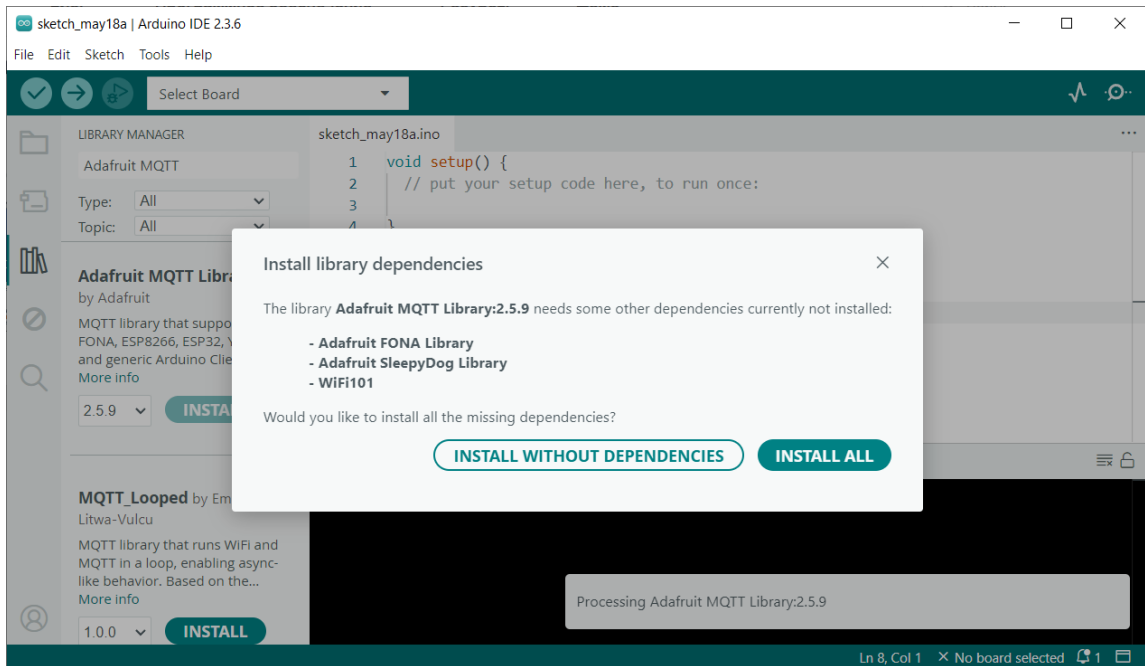 sketch_may18a | Arduino IDE 2.3.6
File Edit Sketch Tools Help
Select Board
LIBRARY MANAGER
sketch_may18a.ino
Adafruit MQTT
Type: All
Topic: All
1 void setup() {
2 // put your setup code here, to run once:
3
4 }
Adafruit MQTT
by Adafruit
MQTT library that
FONA, ESP8266, ESP32,
and generic Arduino
More info
2.5.9
Install library dependencies
The library Adafruit MQTT Library:2.5.9 needs some other dependencies currently not installed:
- Adafruit FONA Library
- Adafruit SleepyDog Library
- WiFi101
Would you like to install all the missing dependencies?
INSTALL WITHOUT DEPENDENCIES
INSTALL ALL
MQTT_Looped by Em
Litwa-Vulcu
MQTT library that runs WiFi and
MQTT in a loop, enabling async-
like behavior. Based on the...
More info
1.0.0 INSTALL
Processing Adafruit MQTT Library:2.5.9
Ln 8, Col 1 × No board selected 1